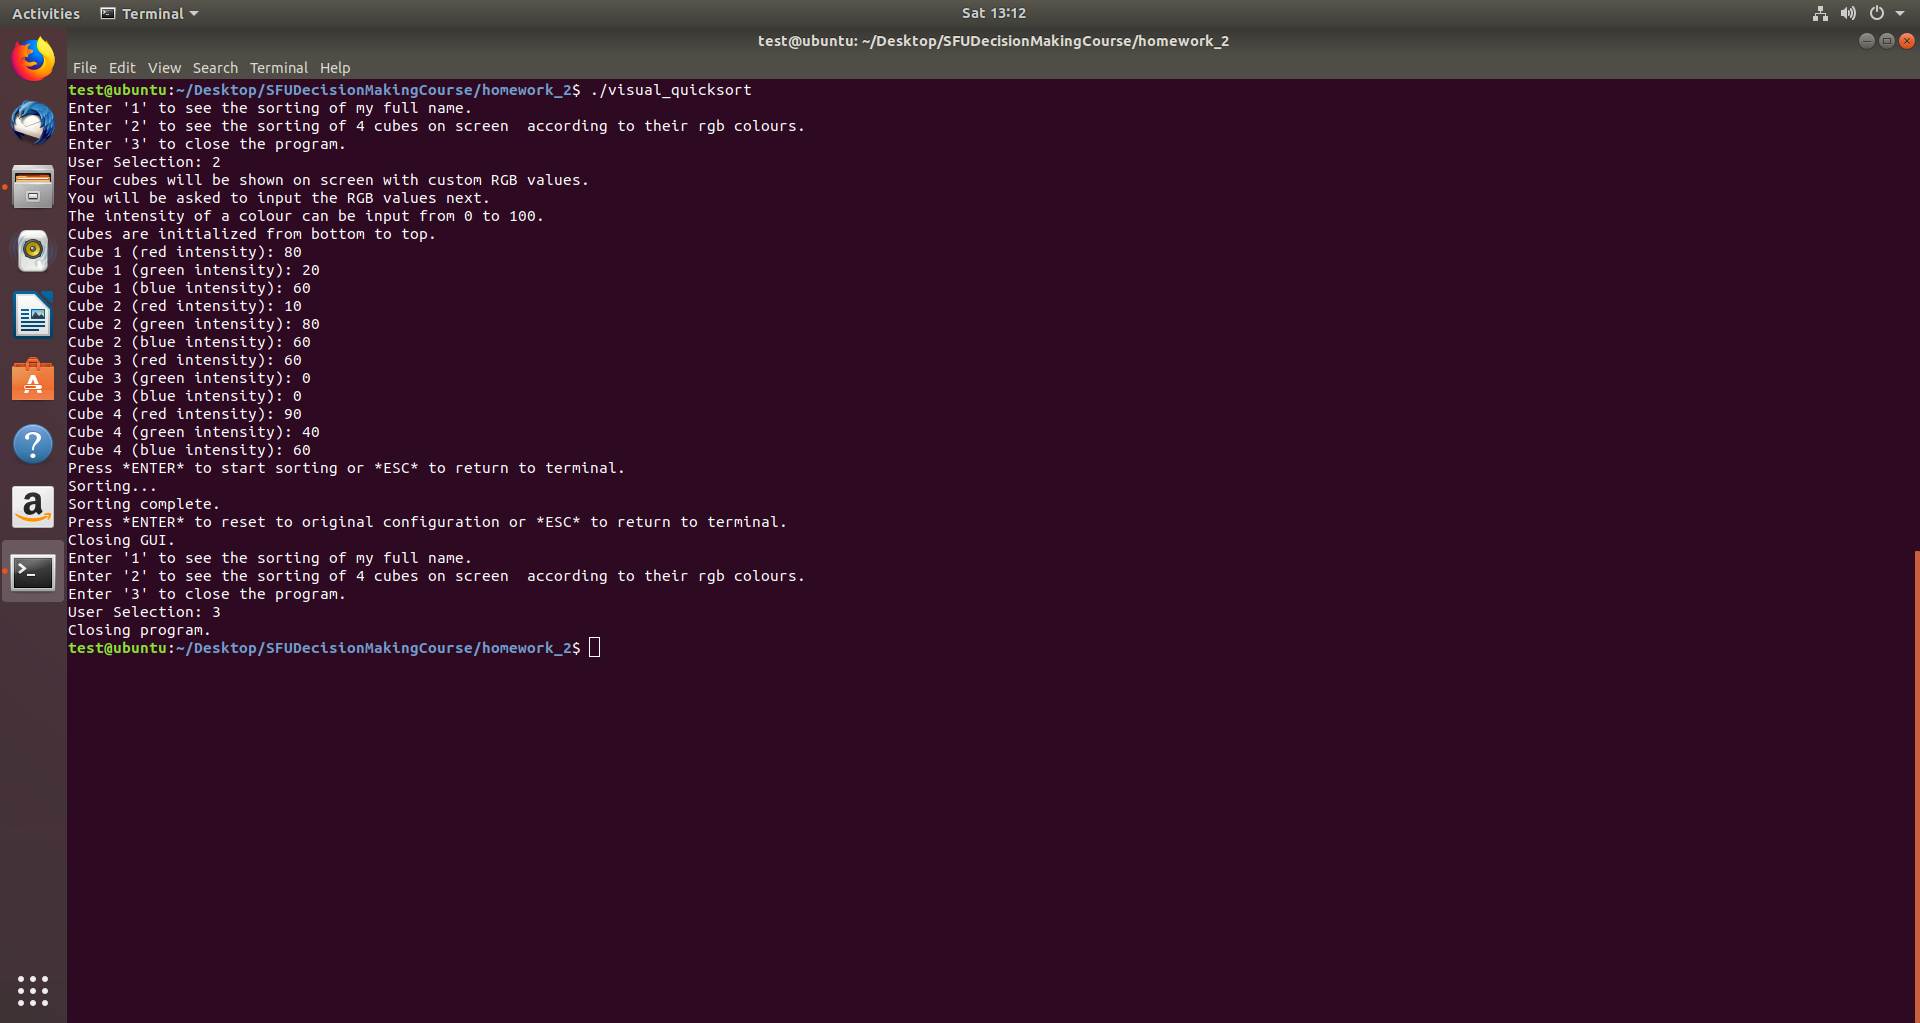 Activities Terminal Sat 13:12
test@ubuntu: ~/Desktop/SFUDecisionMakingCourse/homework_2
File Edit View Search Terminal Help
test@ubuntu:~/Desktop/SFUDecisionMakingCourse/homework_2$ ./visual_quicksort
Enter '1' to see the sorting of my full name.
Enter '2' to see the sorting of 4 cubes on screen  according to their rgb colours.
Enter '3' to close the program.
User Selection: 2
Four cubes will be shown on screen with custom RGB values.
You will be asked to input the RGB values next.
The intensity of a colour can be input from 0 to 100.
Cubes are initialized from bottom to top.
Cube 1 (red intensity): 80
Cube 1 (green intensity): 20
Cube 1 (blue intensity): 60
Cube 2 (red intensity): 10
Cube 2 (green intensity): 80
Cube 2 (blue intensity): 60
Cube 3 (red intensity): 60
Cube 3 (green intensity): 0
Cube 3 (blue intensity): 0
Cube 4 (red intensity): 90
Cube 4 (green intensity): 40
Cube 4 (blue intensity): 60
Press *ENTER* to start sorting or *ESC* to return to terminal.
Sorting...
Sorting complete.
Press *ENTER* to reset to original configuration or *ESC* to return to terminal.
Closing GUI.
Enter '1' to see the sorting of my full name.
Enter '2' to see the sorting of 4 cubes on screen  according to their rgb colours.
Enter '3' to close the program.
User Selection: 3
Closing program.
test@ubuntu:~/Desktop/SFUDecisionMakingCourse/homework_2$